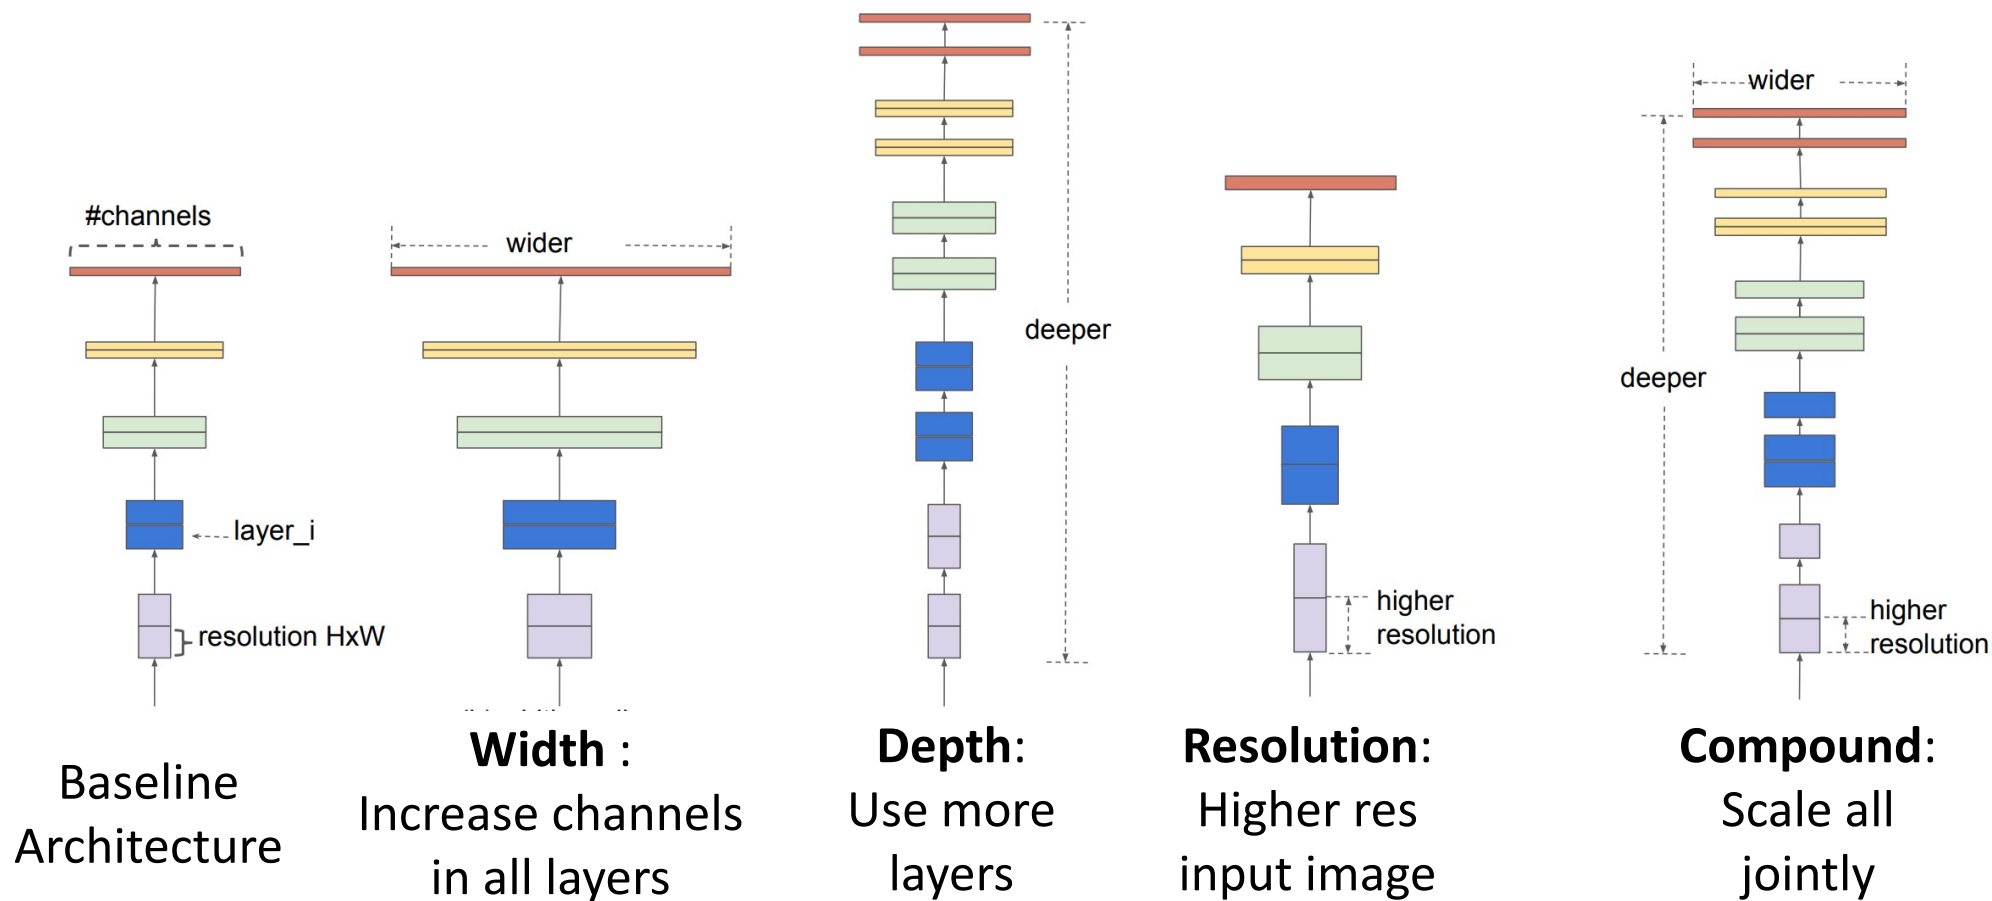 #channels
layer_i
resolution HxW
Baseline
Architecture
wider
Width :
Increase channels
in all layers
deeper
Depth:
Use more
layers
higher
resolution
Resolution:
Higher res
input image
wider
deeper
higher
resolution
Compound:
Scale all
jointly